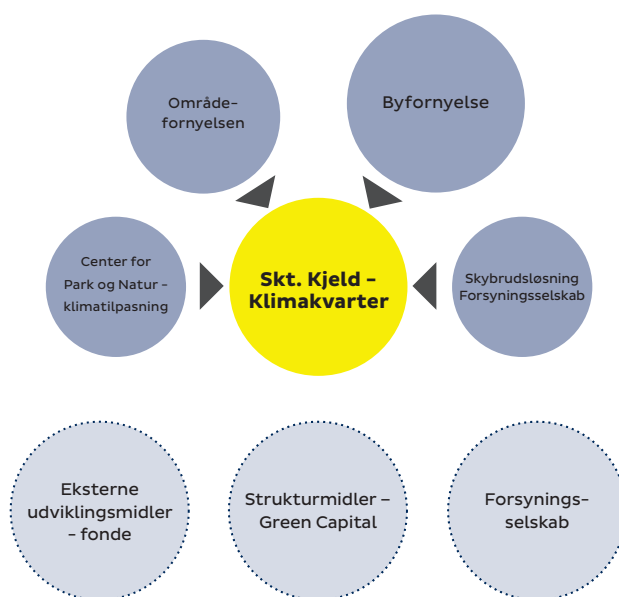 Område-
fornyelsen
Byfornyelse
Center for
Park og Natur -
klimatilpasning
Skt. Kjeld -
Klimakvarter
Skybrudsløsning
Forsyningsselskab
Eksterne
udviklingsmidler
- fonde
Strukturmidler –
Green Capital
Forsynings-
selskab